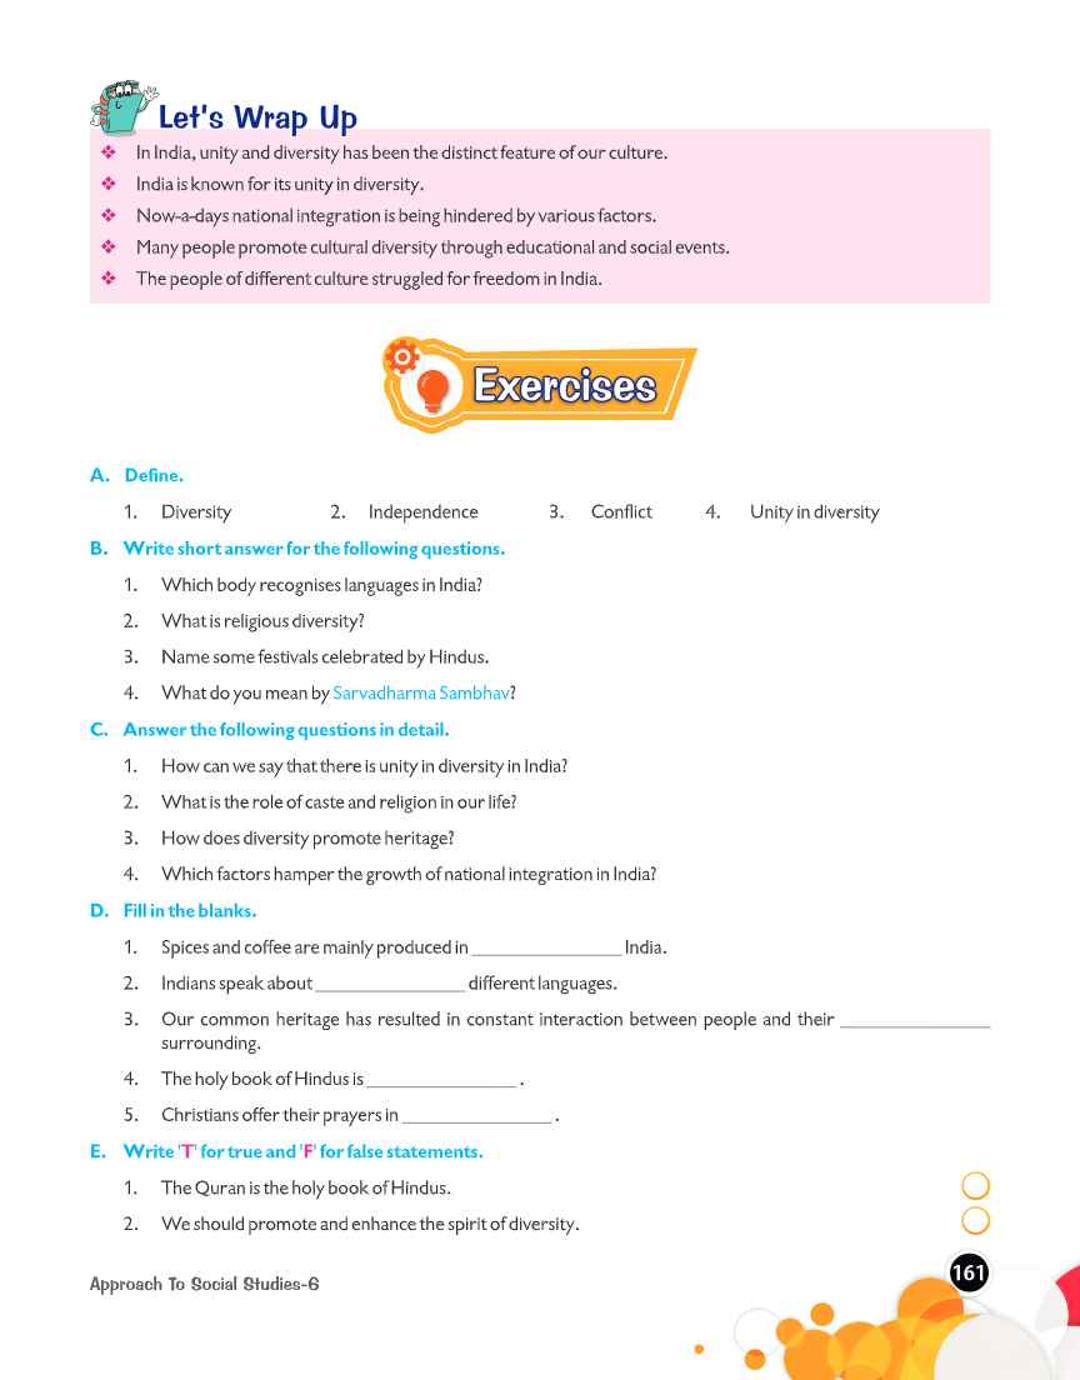 Let's Wrap Up
❖ In India, unity and diversity has been the distinct feature of our culture.
❖ India is known for its unity in diversity.
❖ Now-a-days national integration is being hindered by various factors.
❖ Many people promote cultural diversity through educational and social events.
❖ The people of different culture struggled for freedom in India.
Exercises
A. Define.
1. Diversity 2. Independence 3. Conflict 4. Unity in diversity
B. Write short answer for the following questions.
1. Which body recognises languages in India?
2. What is religious diversity?
3. Name some festivals celebrated by Hindus.
4. What do you mean by Sarvadharma Sambhav?
C. Answer the following questions in detail.
1. How can we say that there is unity in diversity in India?
2. What is the role of caste and religion in our life?
3. How does diversity promote heritage?
4. Which factors hamper the growth of national integration in India?
D. Fill in the blanks.
1. Spices and coffee are mainly produced in _______________ India.
2. Indians speak about _______________ different languages.
3. Our common heritage has resulted in constant interaction between people and their _______________
surrounding.
4. The holy book of Hindus is _______________ .
5. Christians offer their prayers in _______________ .
E. Write 'T' for true and 'F' for false statements.
1. The Quran is the holy book of Hindus.
2. We should promote and enhance the spirit of diversity.
Approach To Social Studies-6
161